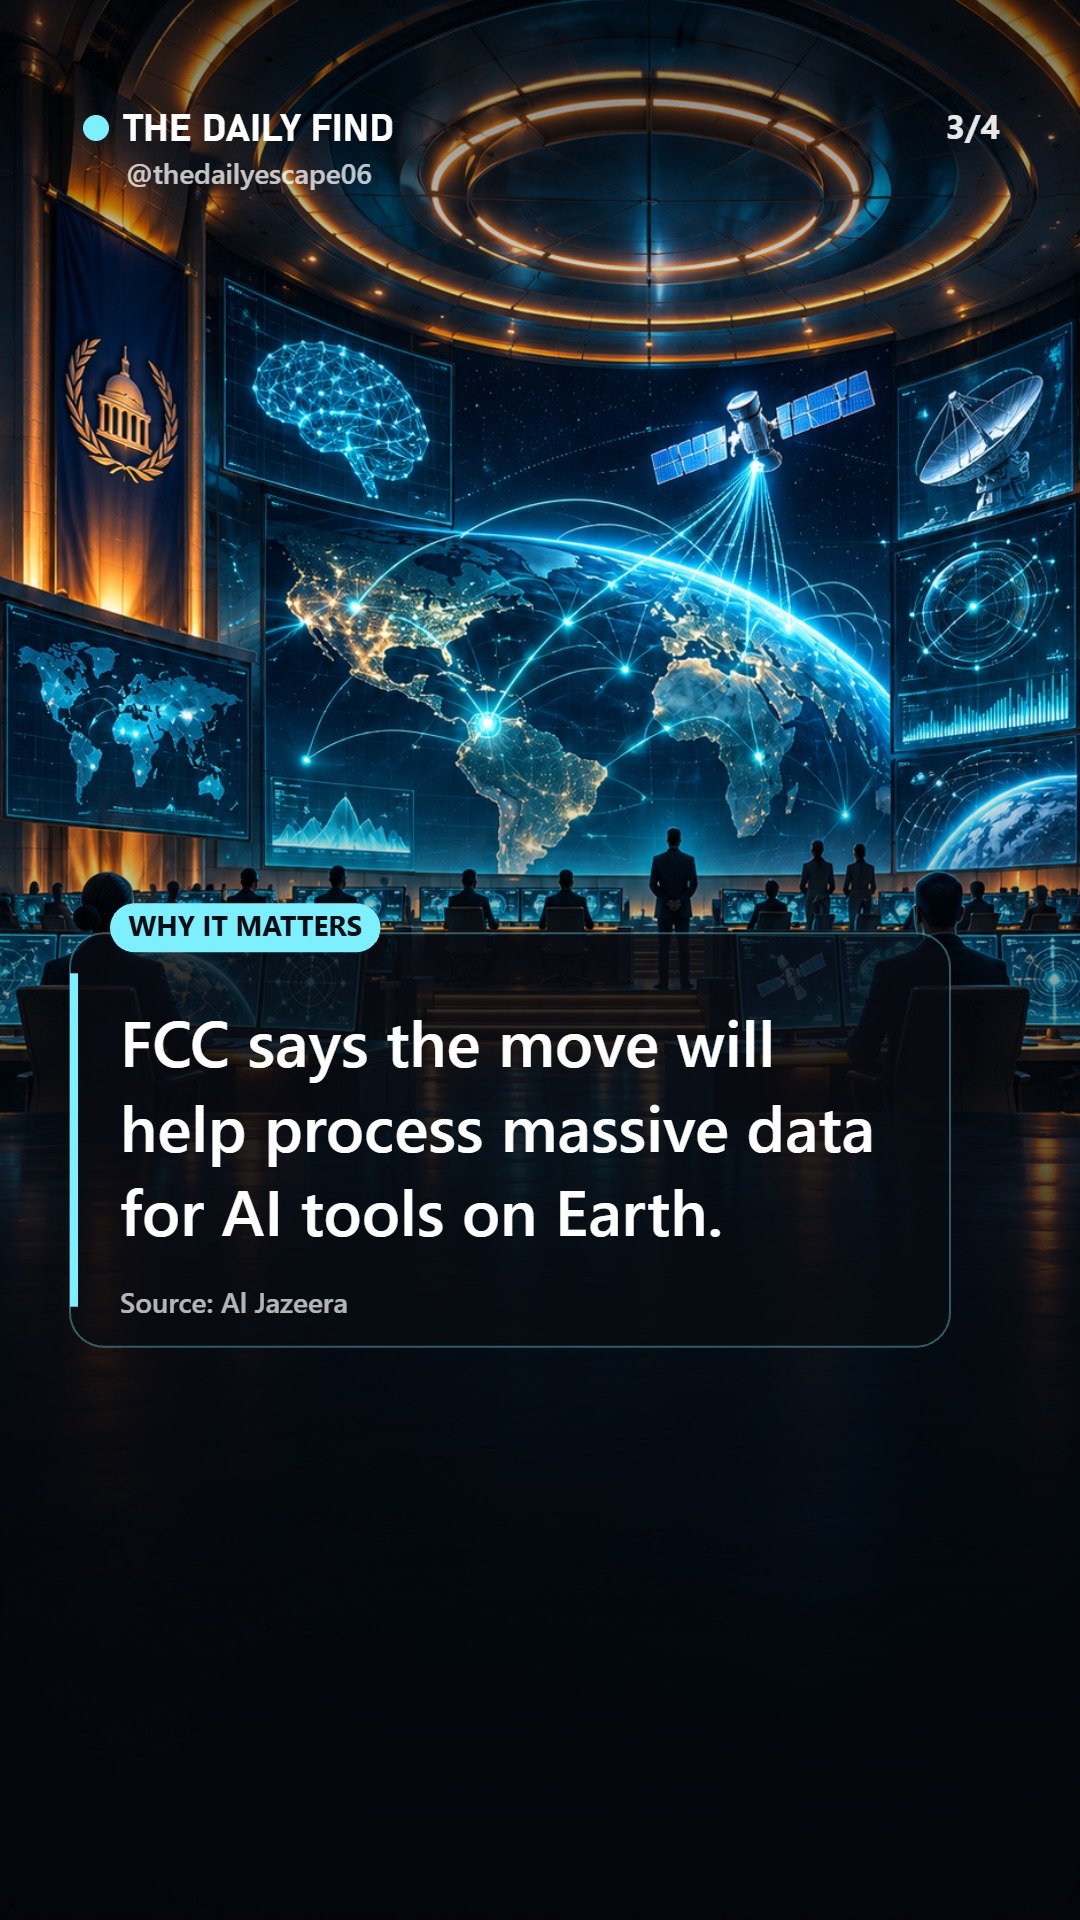 THE DAILY FIND
3/4
@thedailyescape06
WHY IT MATTERS
FCC says the move will
help process massive data
for AI tools on Earth.
Source: Al Jazeera